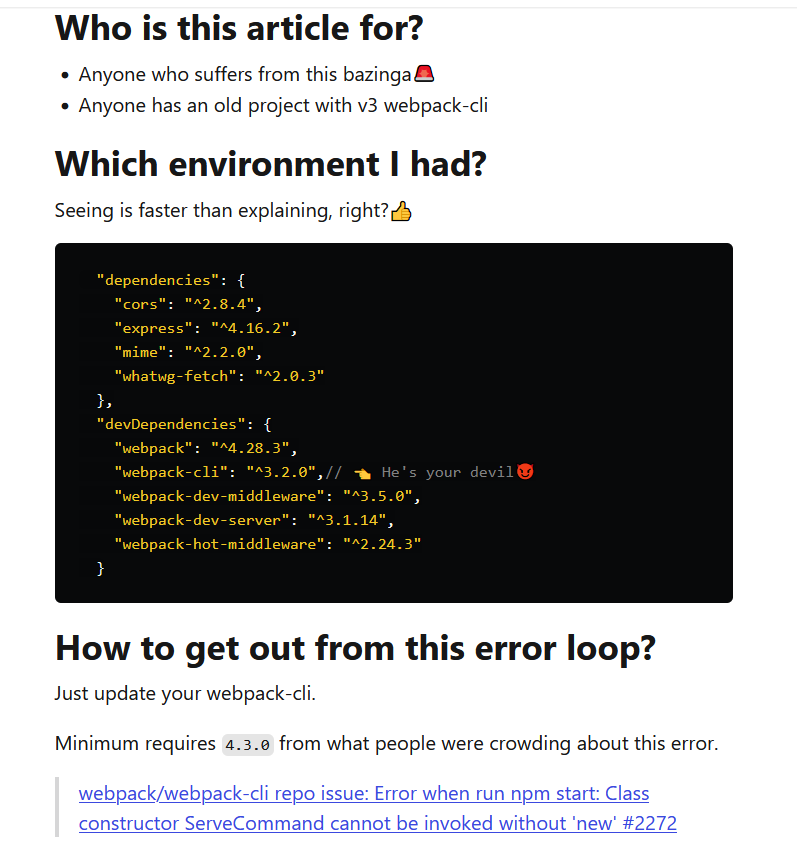 Who is this article for?
• Anyone who suffers from this bazinga🚨
• Anyone has an old project with v3 webpack-cli
Which environment I had?
Seeing is faster than explaining, right?👍
"dependencies": {
  "cors": "^2.8.4",
  "express": "^4.16.2",
  "mime": "^2.2.0",
  "whatwg-fetch": "^2.0.3"
},
"devDependencies": {
  "webpack": "^4.28.3",
  "webpack-cli": "^3.2.0",// 👈 He's your devil😈
  "webpack-dev-middleware": "^3.5.0",
  "webpack-dev-server": "^3.1.14",
  "webpack-hot-middleware": "^2.24.3"
}
How to get out from this error loop?
Just update your webpack-cli.
Minimum requires 4.3.0 from what people were crowding about this error.
webpack/webpack-cli repo issue: Error when run npm start: Class
constructor ServeCommand cannot be invoked without 'new' #2272